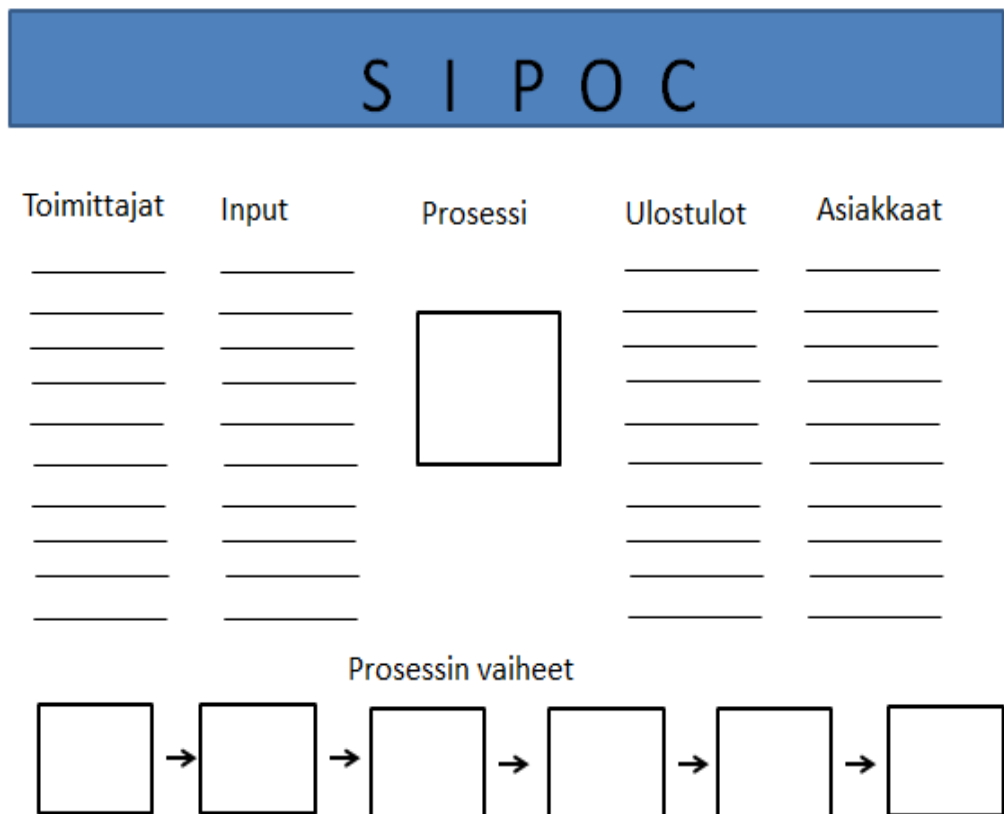 S I P O C
Toimittajat Input Prosessi Ulostulot Asiakkaat
Prosessin vaiheet